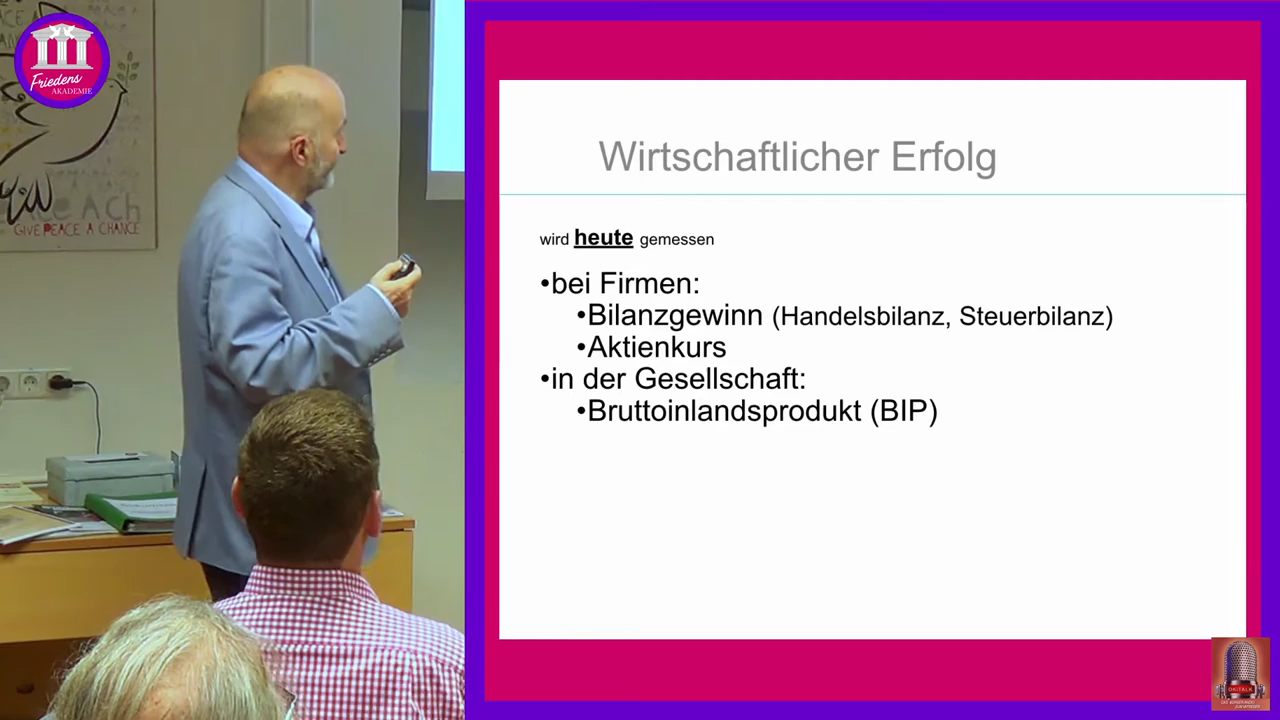 Friedens
AKADEMIE
GIVE PEACE A CHANCE
Wirtschaftlicher Erfolg
wird heute gemessen
•bei Firmen:
•Bilanzgewinn (Handelsbilanz, Steuerbilanz)
•Aktienkurs
•in der Gesellschaft:
•Bruttoinlandsprodukt (BIP)
OKITALK